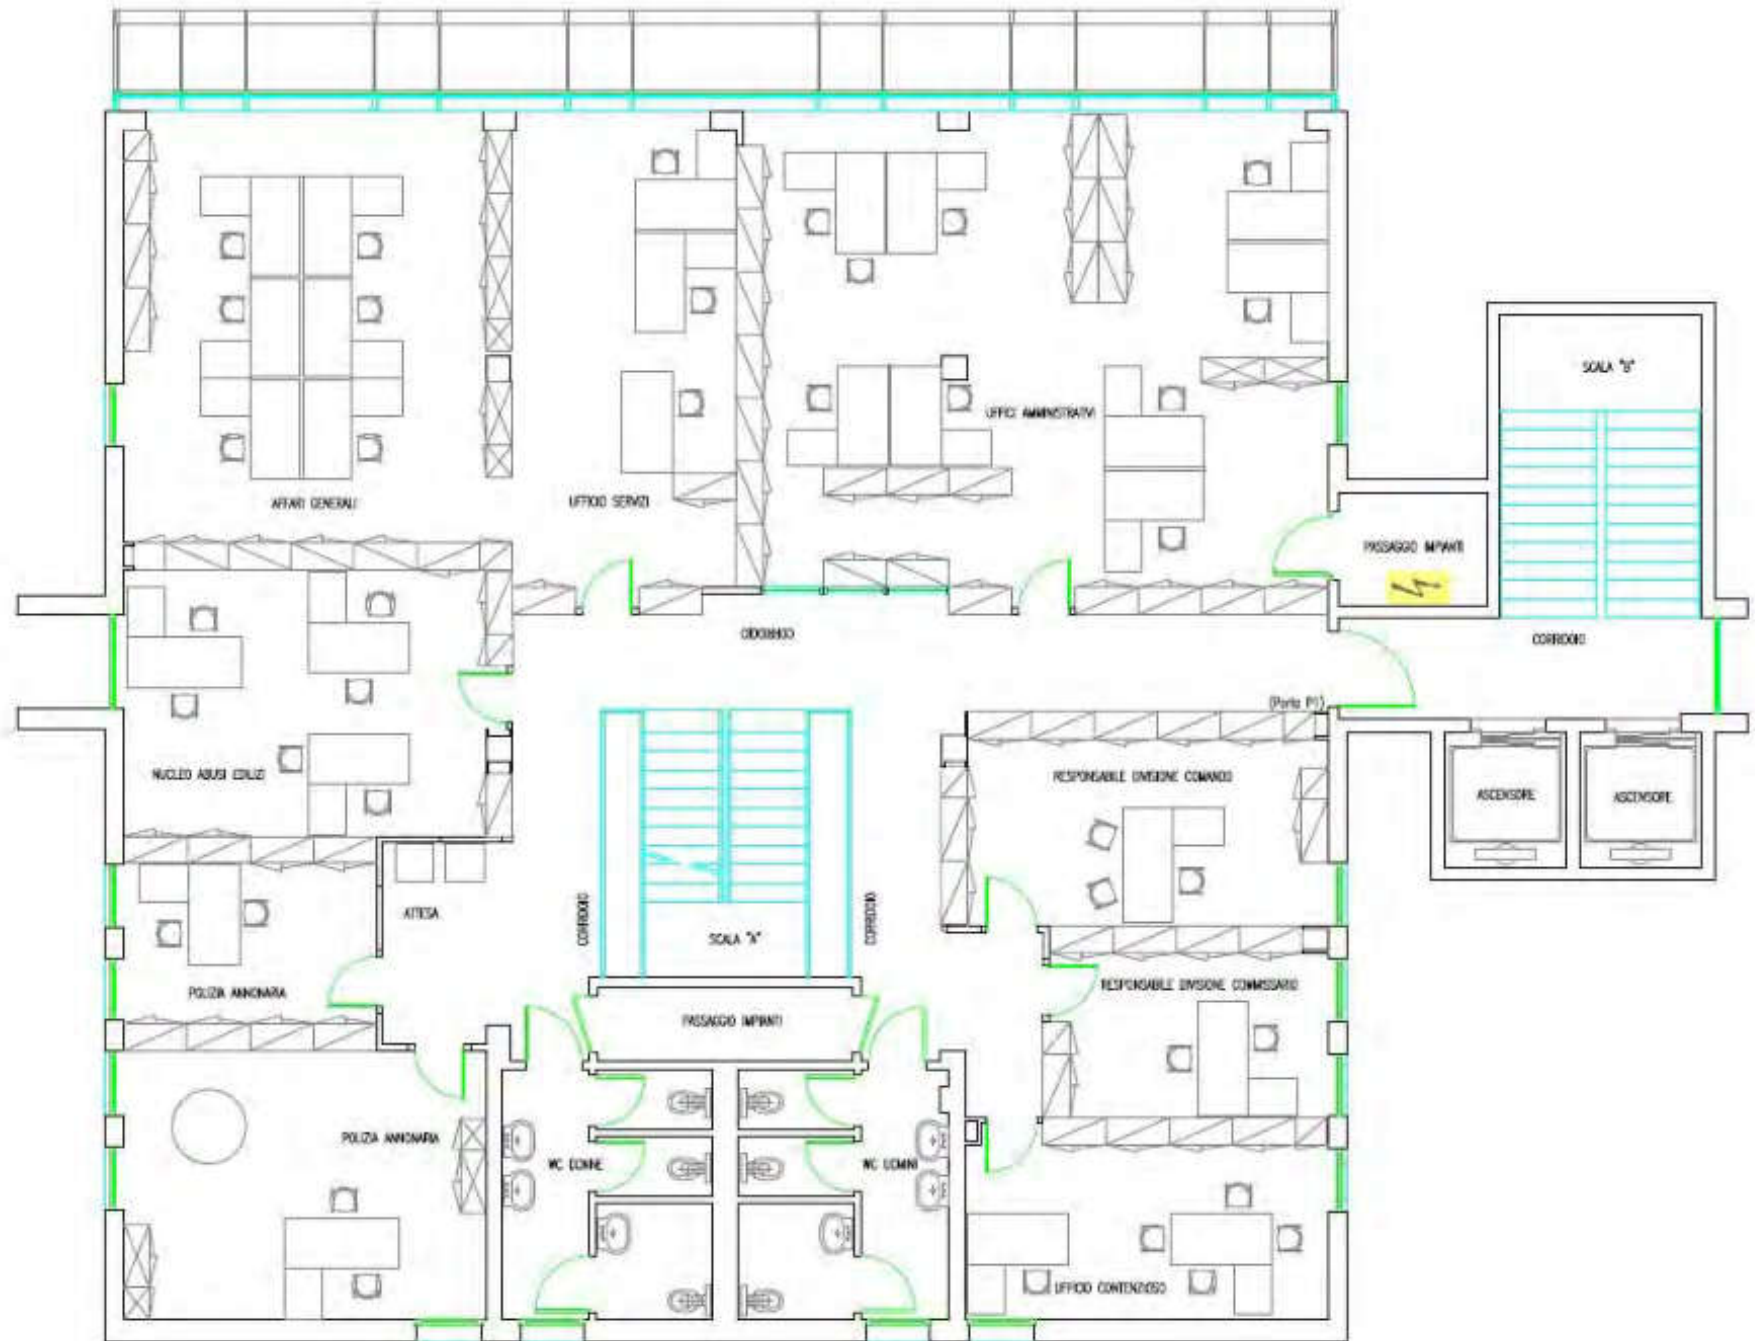 SCALA "B"
UFFICI AMMINISTRATIVI
AFFARI GENERALI
UFFICIO SERVIZI
PASSAGGIO IMPIANTI
CORRIDOIO
CORRIDOIO
(Porta P1)
NUCLEO ABUSI EDILIZI
RESPONSABILE DIVISIONE COMANDO
ASCENSORE
ASCENSORE
ATTESA
CORRIDOIO
SCALA "A"
CORRIDOIO
POLIZIA ANNONARIA
RESPONSABILE DIVISIONE COMMISSARIO
PASSAGGIO IMPIANTI
POLIZIA ANNONARIA
WC DONNE
WC UOMINI
UFFICIO CONTENZIOSO